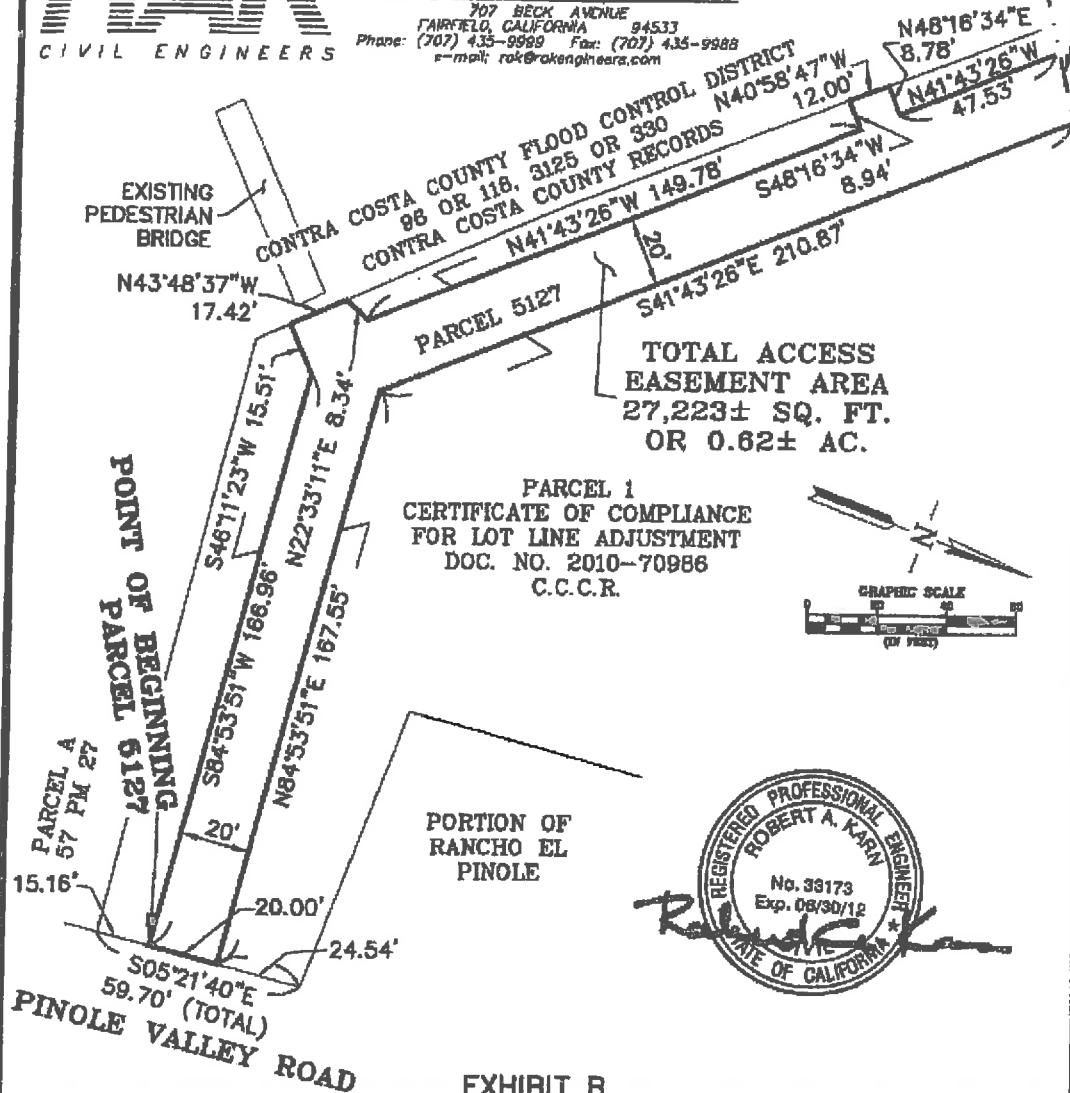 CIVIL ENGINEERS
707 BECK AVENUE
FAIRFIELD, CALIFORNIA 94533
Phone: (707) 435-9999 Fax: (707) 435-9988
e-mail: rak@rakengineers.com
N48°16'34"E
8.78'
N41°43'26"W
47.53'
CONTRA COSTA COUNTY FLOOD CONTROL DISTRICT
98 OR 118, 3125 OR 330
CONTRA COSTA COUNTY RECORDS
N40°58'47"W
12.00'
N41°43'26"W 149.78'
S48°16'34"W
8.94'
20'
S41°43'26"E 210.87'
EXISTING
PEDESTRIAN
BRIDGE
N43°48'37"W
17.42'
PARCEL 5127
TOTAL ACCESS
EASEMENT AREA
27,223± SQ. FT.
OR 0.62± AC.
S46°11'23"W 15.51'
N22°33'11"E 8.34'
PARCEL 1
CERTIFICATE OF COMPLIANCE
FOR LOT LINE ADJUSTMENT
DOC. NO. 2010-70986
C.C.C.R.
N
GRAPHIC SCALE
(IN FEET)
POINT OF BEGINNING
PARCEL 5127
S84°53'51"W 166.96'
N84°53'51"E 167.55'
20'
PARCEL A
57 PM 27
15.16'
20.00'
24.54'
S05°21'40"E
59.70' (TOTAL)
PINOLE VALLEY ROAD
PORTION OF
RANCHO EL
PINOLE
REGISTERED PROFESSIONAL ENGINEER
ROBERT A. KARN
No. 33173
Exp. 06/30/12
CIVIL
STATE OF CALIFORNIA
EXHIBIT B